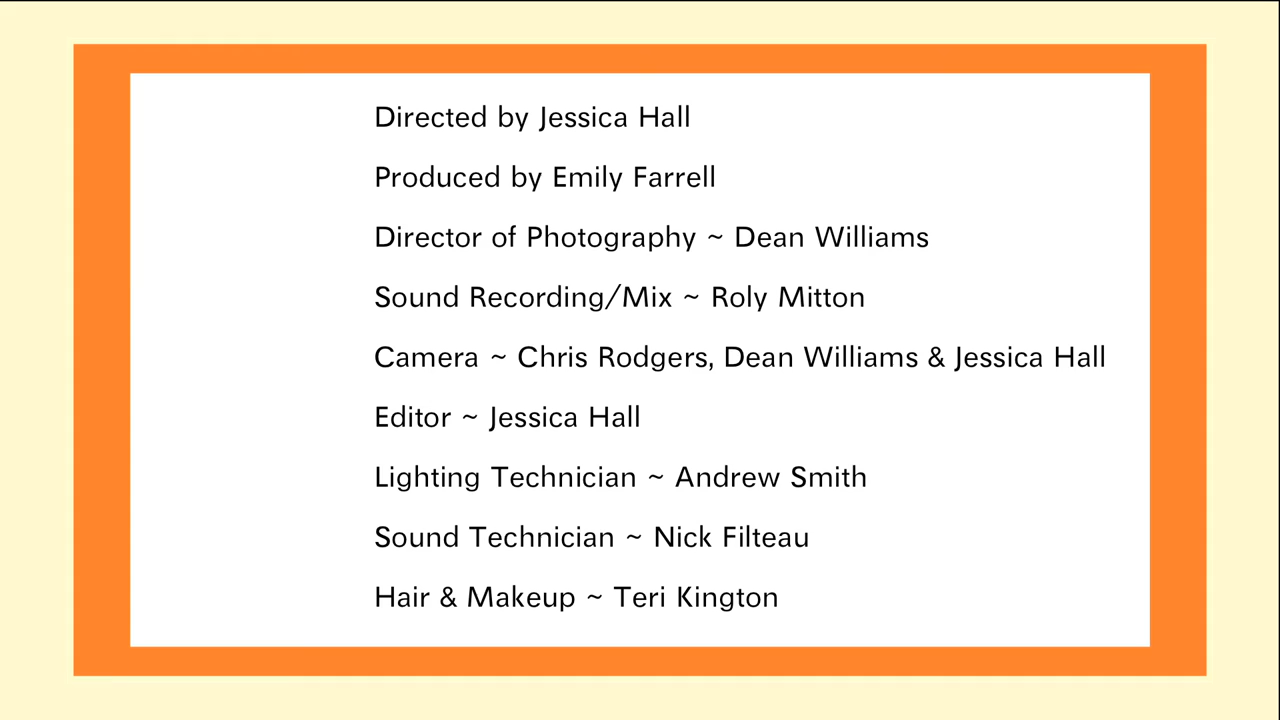 Directed by Jessica Hall
Produced by Emily Farrell
Director of Photography ~ Dean Williams
Sound Recording/Mix ~ Roly Mitton
Camera ~ Chris Rodgers, Dean Williams & Jessica Hall
Editor ~ Jessica Hall
Lighting Technician ~ Andrew Smith
Sound Technician ~ Nick Filteau
Hair & Makeup ~ Teri Kington